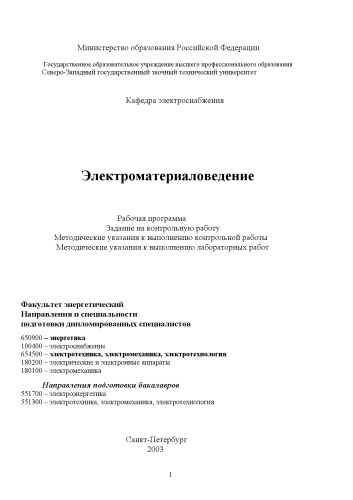 Министерство образования Российской Федерации
Государственное образовательное учреждение высшего профессионального образования
Северо-Западный государственный заочный технический университет
Кафедра электроснабжения
Электроматериаловедение
Рабочая программа
Задание на контрольную работу
Методические указания к выполнению контрольной работы
Методические указания к выполнению лабораторных работ
Факультет энергетический
Направления и специальности
подготовки дипломированных специалистов
650900 – энергетика
100400 – электроснабжение
654500 – электротехника, электромеханика, электротехнология
180200 – электрические и электронные аппараты
180100 – электромеханика
Направления подготовки бакалавров
551700 – электроэнергетика
551300 – электротехника, электромеханика, электротехнология
Санкт-Петербург
2003
1